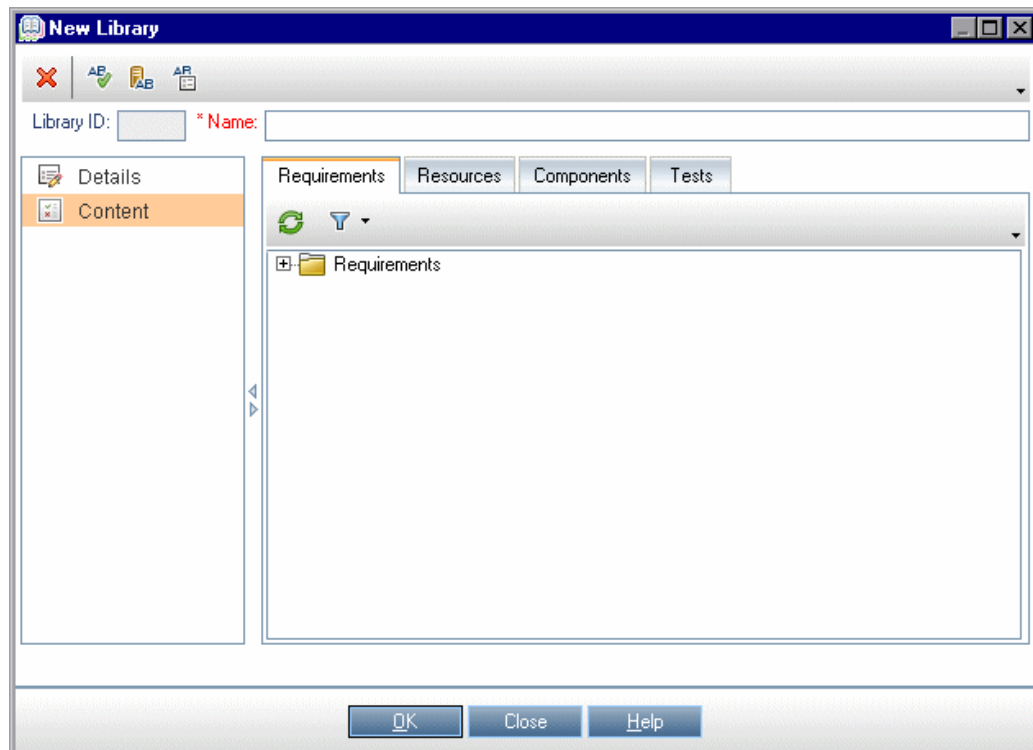 New Library
Library ID: * Name:
Details
Content
Requirements Resources Components Tests
Requirements
OK Close Help